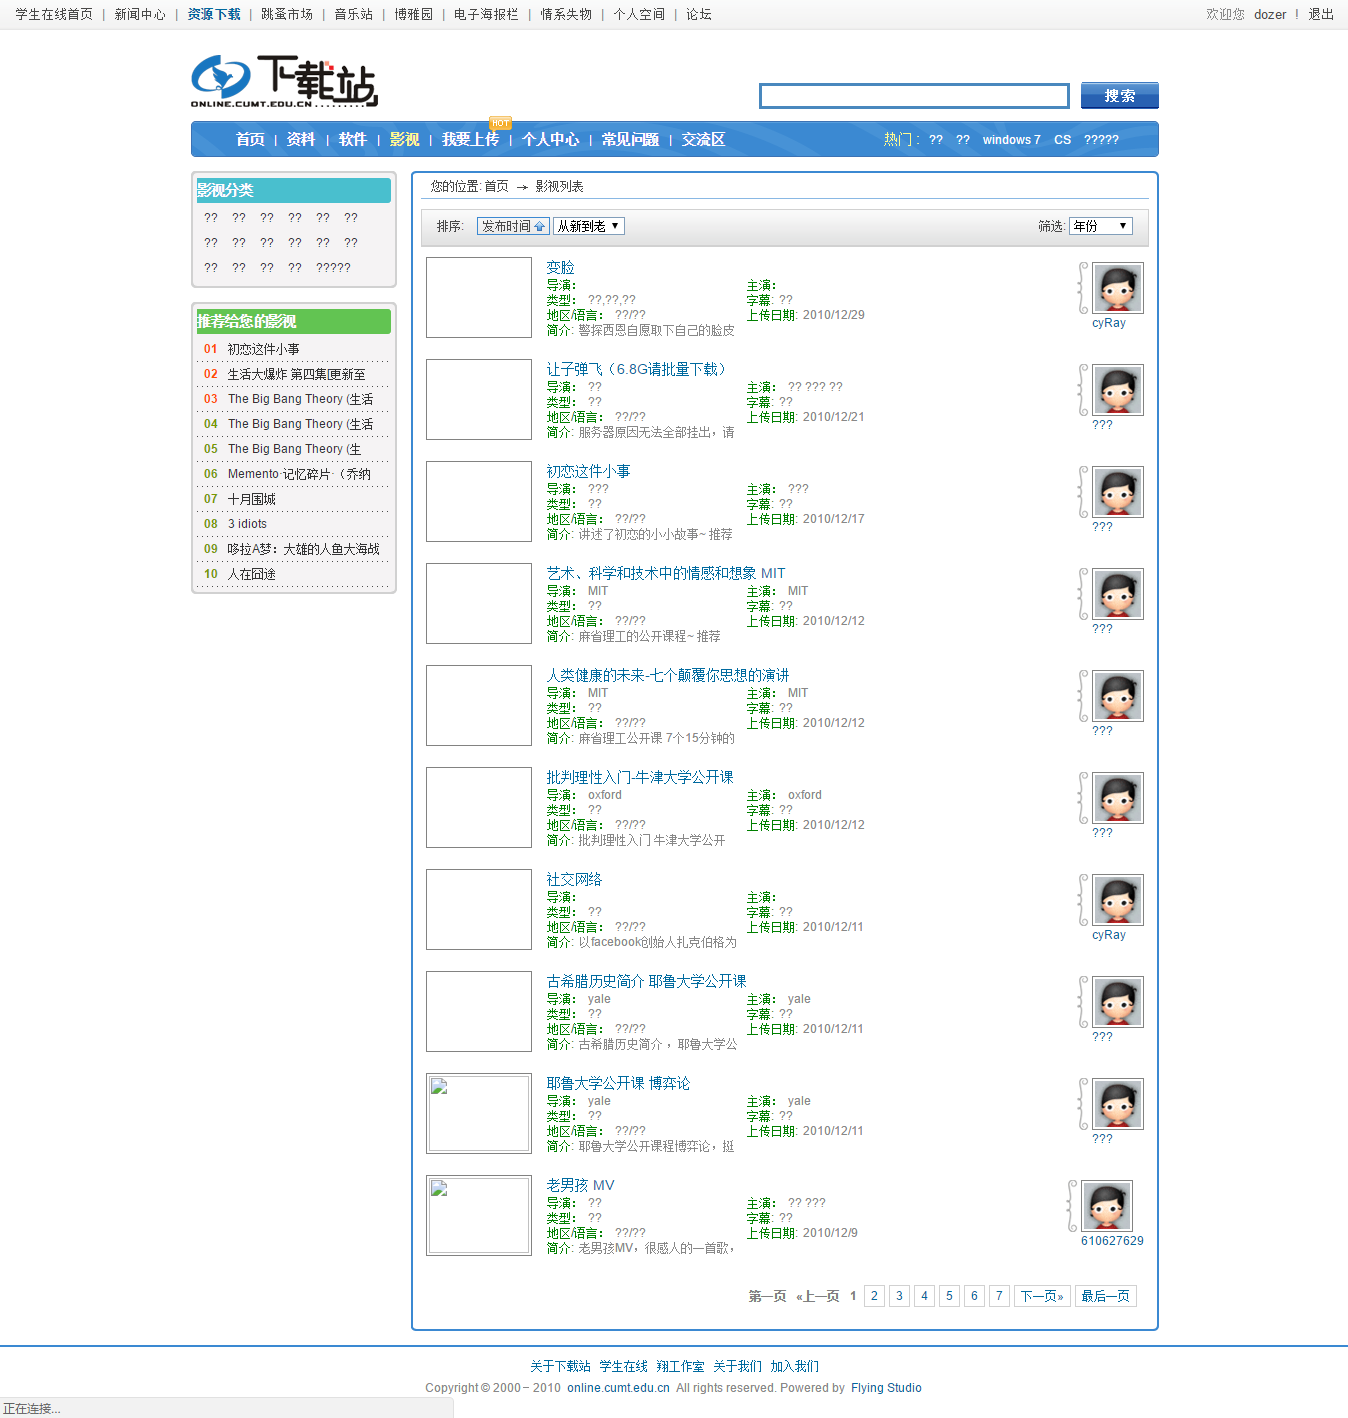 学生在线首页 | 新闻中心 | 资源下载 | 跳蚤市场 | 音乐站 | 博雅园 | 电子海报栏 | 情系失物 | 个人空间 | 论坛 欢迎您 dozer ! 退出
下载站
ONLINE.CUMT.EDU.CN
搜索
HOT
首页 | 资料 | 软件 | 影视 | 我要上传 | 个人中心 | 常见问题 | 交流区 热门： ?? ?? windows 7 CS ?????
影视分类
?? ?? ?? ?? ?? ??
?? ?? ?? ?? ?? ??
?? ?? ?? ?? ?????
推荐给您的影视
01 初恋这件小事
02 生活大爆炸 第四集[更新至
03 The Big Bang Theory (生活
04 The Big Bang Theory (生活
05 The Big Bang Theory (生
06 Memento·记忆碎片·（乔纳
07 十月围城
08 3 idiots
09 哆拉A梦：大雄的人鱼大海战
10 人在囧途
您的位置: 首页 → 影视列表
排序: 发布时间 从新到老 筛选: 年份
变脸
导演： 主演：
类型： ??,??,?? 字幕: ??
地区/语言： ??/?? 上传日期: 2010/12/29
简介: 警探西恩自愿取下自己的脸皮
cyRay
让子弹飞（6.8G请批量下载）
导演： ?? 主演： ?? ??? ??
类型： ?? 字幕: ??
地区/语言： ??/?? 上传日期: 2010/12/21
简介: 服务器原因无法全部挂出，请
???
初恋这件小事
导演： ??? 主演： ???
类型： ?? 字幕: ??
地区/语言： ??/?? 上传日期: 2010/12/17
简介: 讲述了初恋的小小故事~ 推荐
???
艺术、科学和技术中的情感和想象 MIT
导演： MIT 主演： MIT
类型： ?? 字幕: ??
地区/语言： ??/?? 上传日期: 2010/12/12
简介: 麻省理工的公开课程~ 推荐
???
人类健康的未来-七个颠覆你思想的演讲
导演： MIT 主演： MIT
类型： ?? 字幕: ??
地区/语言： ??/?? 上传日期: 2010/12/12
简介: 麻省理工公开课 7个15分钟的
???
批判理性入门-牛津大学公开课
导演： oxford 主演： oxford
类型： ?? 字幕: ??
地区/语言： ??/?? 上传日期: 2010/12/12
简介: 批判理性入门 牛津大学公开
???
社交网络
导演： 主演：
类型： ?? 字幕: ??
地区/语言： ??/?? 上传日期: 2010/12/11
简介: 以facebook创始人扎克伯格为
cyRay
古希腊历史简介 耶鲁大学公开课
导演： yale 主演： yale
类型： ?? 字幕: ??
地区/语言： ??/?? 上传日期: 2010/12/11
简介: 古希腊历史简介 ，耶鲁大学公
???
耶鲁大学公开课 博弈论
导演： yale 主演： yale
类型： ?? 字幕: ??
地区/语言： ??/?? 上传日期: 2010/12/11
简介: 耶鲁大学公开课程博弈论，挺
???
老男孩 MV
导演： ?? 主演： ?? ???
类型： ?? 字幕: ??
地区/语言： ??/?? 上传日期: 2010/12/9
简介: 老男孩MV，很感人的一首歌，
610627629
第一页 «上一页 1 2 3 4 5 6 7 下一页» 最后一页
关于下载站 学生在线 翔工作室 关于我们 加入我们
Copyright © 2000 – 2010 online.cumt.edu.cn All rights reserved. Powered by Flying Studio
正在连接...